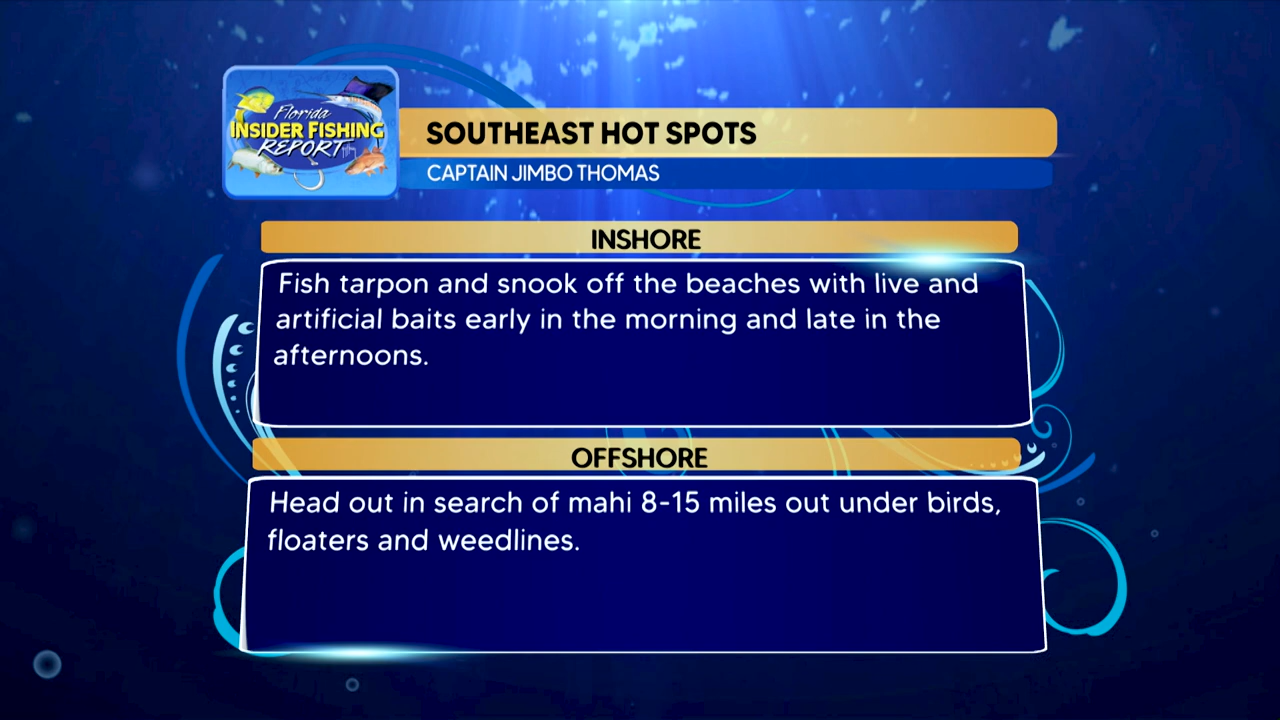 Florida
INSIDER FISHING
REPORT
SOUTHEAST HOT SPOTS
CAPTAIN JIMBO THOMAS
INSHORE
Fish tarpon and snook off the beaches with live and
artificial baits early in the morning and late in the
afternoons.
OFFSHORE
Head out in search of mahi 8-15 miles out under birds,
floaters and weedlines.